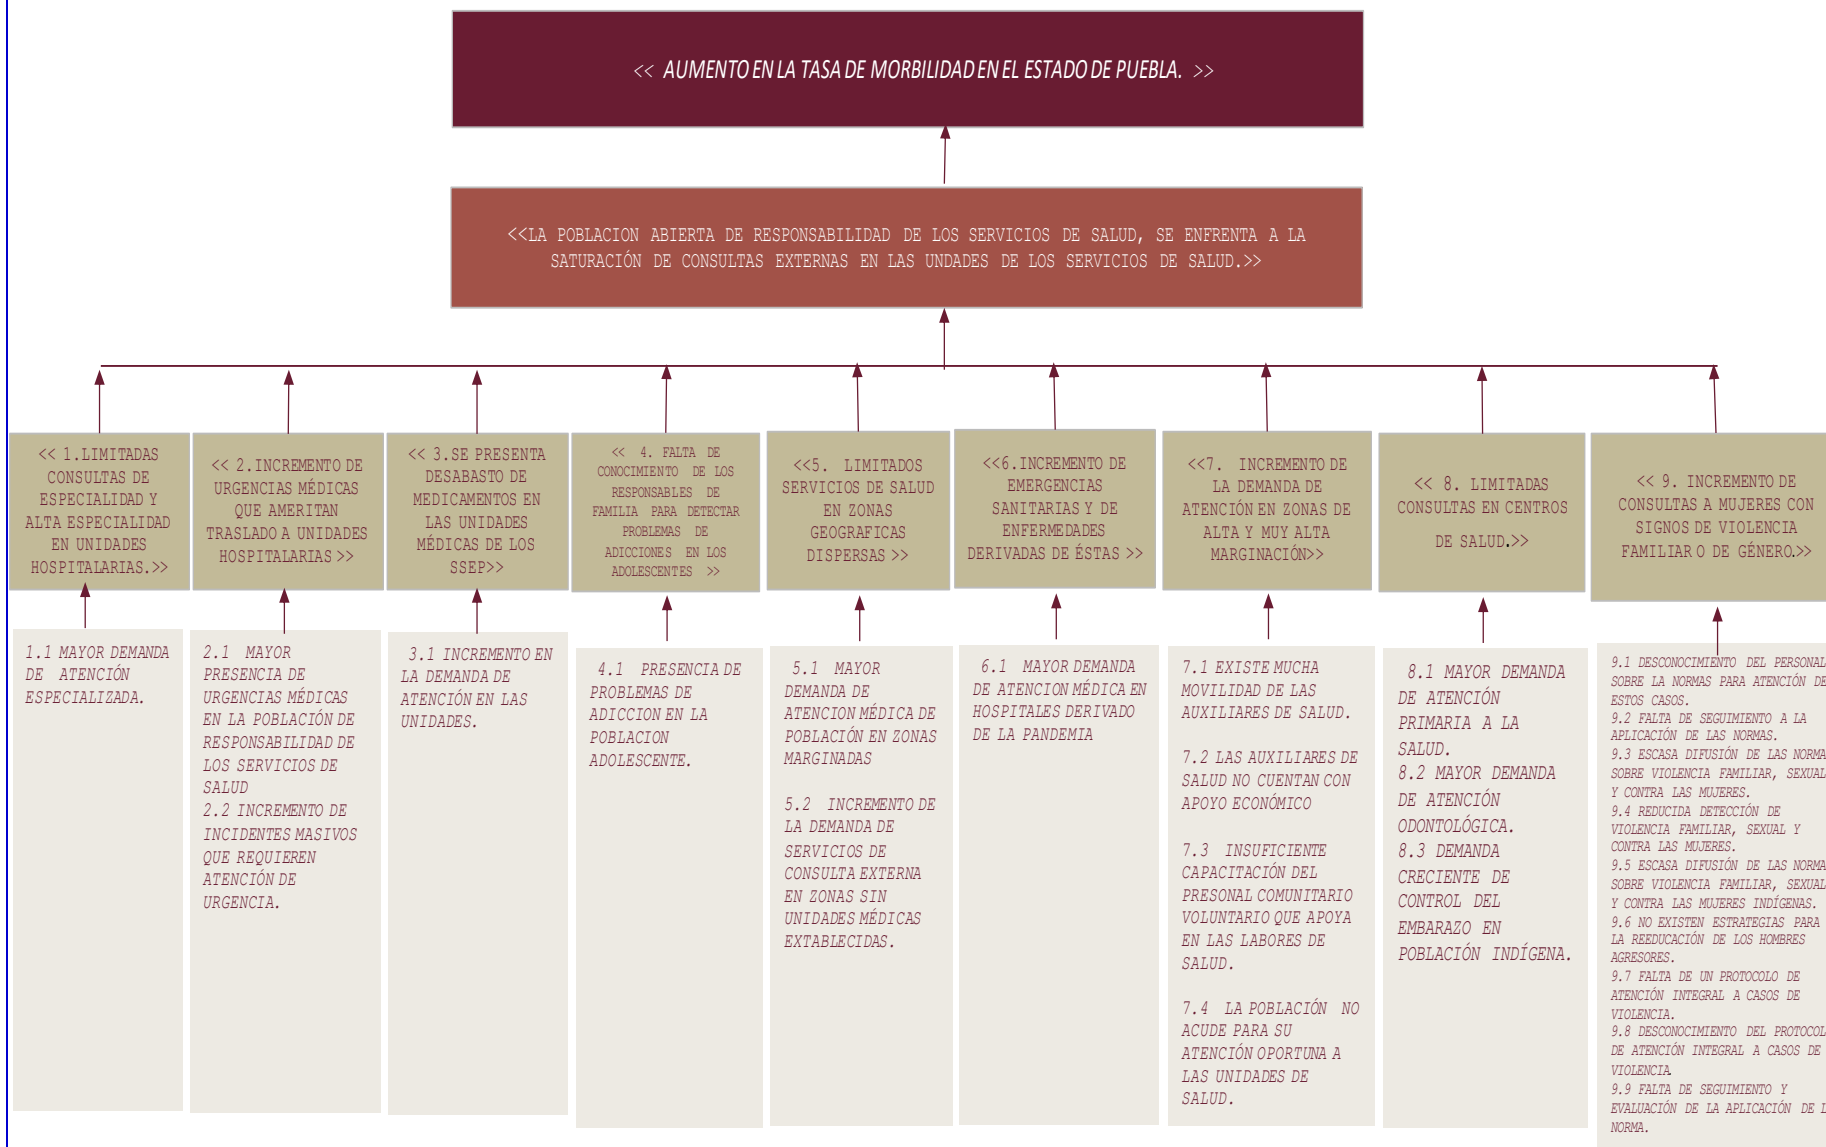 << AUMENTO EN LA TASA DE MORBILIDAD EN EL ESTADO DE PUEBLA. >>
<<LA POBLACION ABIERTA DE RESPONSABILIDAD DE LOS SERVICIOS DE SALUD, SE ENFRENTA A LA
SATURACIÓN DE CONSULTAS EXTERNAS EN LAS UNDADES DE LOS SERVICIOS DE SALUD.>>
<< 1.LIMITADAS
CONSULTAS DE
ESPECIALIDAD Y
ALTA ESPECIALIDAD
EN UNIDADES
HOSPITALARIAS.>>
<< 2.INCREMENTO DE
URGENCIAS MÉDICAS
QUE AMERITAN
TRASLADO A UNIDADES
HOSPITALARIAS >>
<< 3.SE PRESENTA
DESABASTO DE
MEDICAMENTOS EN
LAS UNIDADES
MÉDICAS DE LOS
SSEP>>
<< 4. FALTA DE
CONOCIMIENTO DE LOS
RESPONSABLES DE
FAMILIA PARA DETECTAR
PROBLEMAS DE
ADICCIONES EN LOS
ADOLESCENTES >>
<<5. LIMITADOS
SERVICIOS DE SALUD
EN ZONAS
GEOGRAFICAS
DISPERSAS >>
<<6.INCREMENTO DE
EMERGENCIAS
SANITARIAS Y DE
ENFERMEDADES
DERIVADAS DE ÉSTAS >>
<<7. INCREMENTO DE
LA DEMANDA DE
ATENCIÓN EN ZONAS DE
ALTA Y MUY ALTA
MARGINACIÓN>>
<< 8. LIMITADAS
CONSULTAS EN CENTROS
DE SALUD.>>
<< 9. INCREMENTO DE
CONSULTAS A MUJERES CON
SIGNOS DE VIOLENCIA
FAMILIAR O DE GÉNERO.>>
1.1 MAYOR DEMANDA
DE ATENCIÓN
ESPECIALIZADA.
2.1 MAYOR
PRESENCIA DE
URGENCIAS MÉDICAS
EN LA POBLACIÓN DE
RESPONSABILIDAD DE
LOS SERVICIOS DE
SALUD
2.2 INCREMENTO DE
INCIDENTES MASIVOS
QUE REQUIEREN
ATENCIÓN DE
URGENCIA.
3.1 INCREMENTO EN
LA DEMANDA DE
ATENCIÓN EN LAS
UNIDADES.
4.1 PRESENCIA DE
PROBLEMAS DE
ADICCION EN LA
POBLACION
ADOLESCENTE.
5.1 MAYOR
DEMANDA DE
ATENCION MÉDICA DE
POBLACIÓN EN ZONAS
MARGINADAS
5.2 INCREMENTO DE
LA DEMANDA DE
SERVICIOS DE
CONSULTA EXTERNA
EN ZONAS SIN
UNIDADES MÉDICAS
EXTABLECIDAS.
6.1 MAYOR DEMANDA
DE ATENCION MÉDICA EN
HOSPITALES DERIVADO
DE LA PANDEMIA
7.1 EXISTE MUCHA
MOVILIDAD DE LAS
AUXILIARES DE SALUD.
7.2 LAS AUXILIARES DE
SALUD NO CUENTAN CON
APOYO ECONÓMICO
7.3 INSUFICIENTE
CAPACITACIÓN DEL
PRESONAL COMUNITARIO
VOLUNTARIO QUE APOYA
EN LAS LABORES DE
SALUD.
7.4 LA POBLACIÓN NO
ACUDE PARA SU
ATENCIÓN OPORTUNA A
LAS UNIDADES DE
SALUD.
8.1 MAYOR DEMANDA
DE ATENCIÓN
PRIMARIA A LA
SALUD.
8.2 MAYOR DEMANDA
DE ATENCIÓN
ODONTOLÓGICA.
8.3 DEMANDA
CRECIENTE DE
CONTROL DEL
EMBARAZO EN
POBLACIÓN INDÍGENA.
9.1 DESCONOCIMIENTO DEL PERSONAL
SOBRE LA NORMAS PARA ATENCIÓN DE
ESTOS CASOS.
9.2 FALTA DE SEGUIMIENTO A LA
APLICACIÓN DE LAS NORMAS.
9.3 ESCASA DIFUSIÓN DE LAS NORMA
SOBRE VIOLENCIA FAMILIAR, SEXUAL
Y CONTRA LAS MUJERES.
9.4 REDUCIDA DETECCIÓN DE
VIOLENCIA FAMILIAR, SEXUAL Y
CONTRA LAS MUJERES.
9.5 ESCASA DIFUSIÓN DE LAS NORMA
SOBRE VIOLENCIA FAMILIAR, SEXUAL
Y CONTRA LAS MUJERES INDÍGENAS.
9.6 NO EXISTEN ESTRATEGIAS PARA
LA REEDUCACIÓN DE LOS HOMBRES
AGRESORES.
9.7 FALTA DE UN PROTOCOLO DE
ATENCIÓN INTEGRAL A CASOS DE
VIOLENCIA.
9.8 DESCONOCIMIENTO DEL PROTOCOL
DE ATENCIÓN INTEGRAL A CASOS DE
VIOLENCIA.
9.9 FALTA DE SEGUIMIENTO Y
EVALUACIÓN DE LA APLICACIÓN DE L
NORMA.